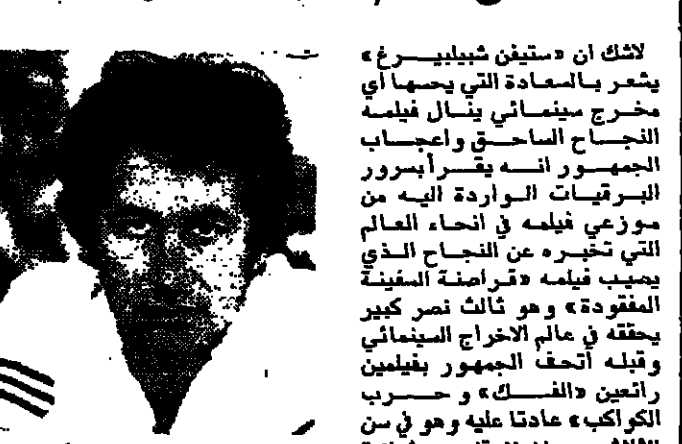 لاشك ان «ستيفن شبيلبيرغ»
يشعر بالسعادة التي يحسها أي
مخرج سينمائي ينال فيلمه
النجاح الساحق واعجاب
الجمهور انه يقرأ بسرور
البرقيات الواردة اليه من
موزعي فيلمه في انحاء العالم
التي تخبره عن النجاح الذي
يصيب فيلمه «قراصنة السفينة
المفقودة» وهو ثالث نصر كبير
يحققه في عالم الاخراج السينمائي
وقبله أتحف الجمهور بفيلمين
رائعين «الفك» و حرب
الكواكب» عادتا عليه وهو في سن